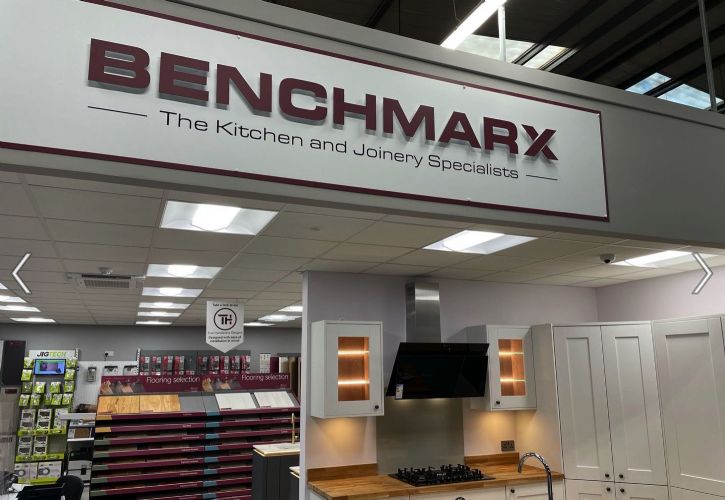 BENCHMARX
The Kitchen and Joinery Specialists
TH
JIGTECH
Flooring selection
Flooring selection